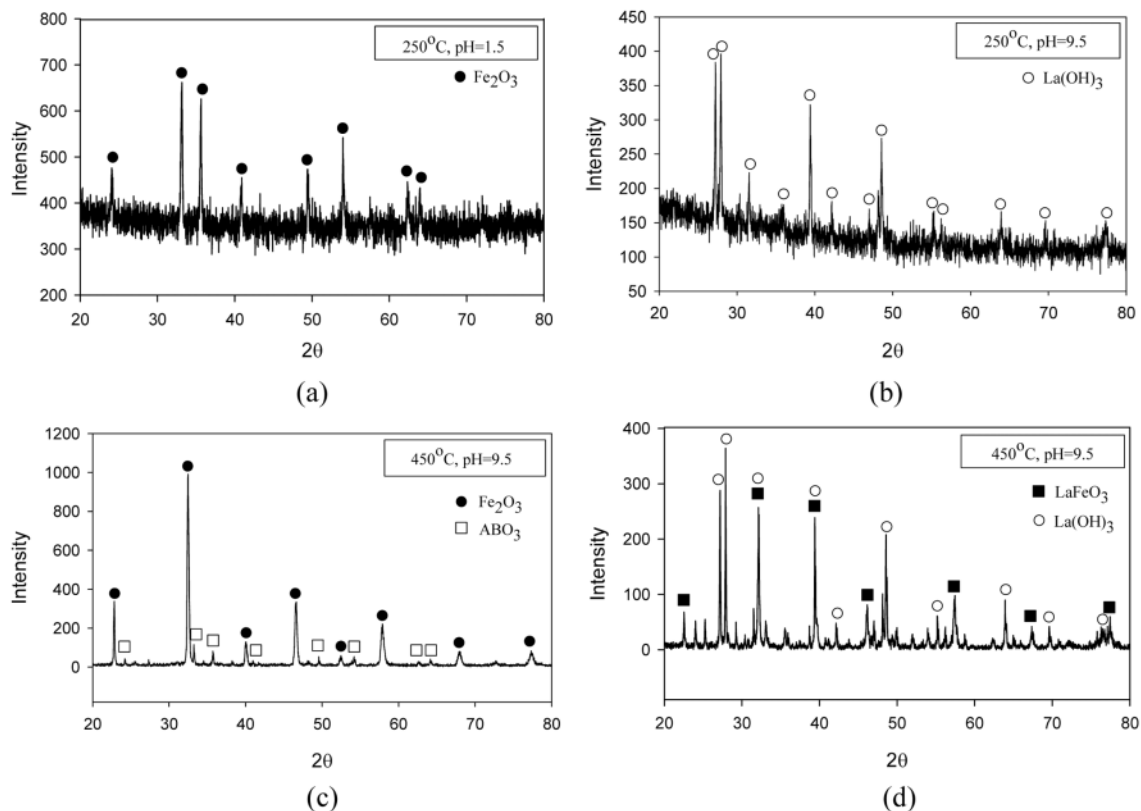 250°C, pH=1.5
● Fe₂O₃
Intensity
800
700
600
500
400
300
200
20 30 40 50 60 70 80
2θ
(a)
250°C, pH=9.5
○ La(OH)₃
Intensity
450
400
350
300
250
200
150
100
50
20 30 40 50 60 70 80
2θ
(b)
450°C, pH=9.5
● Fe₂O₃
□ ABO₃
Intensity
1200
1000
800
600
400
200
0
20 30 40 50 60 70 80
2θ
(c)
450°C, pH=9.5
■ LaFeO₃
○ La(OH)₃
Intensity
400
300
200
100
0
20 30 40 50 60 70 80
2θ
(d)